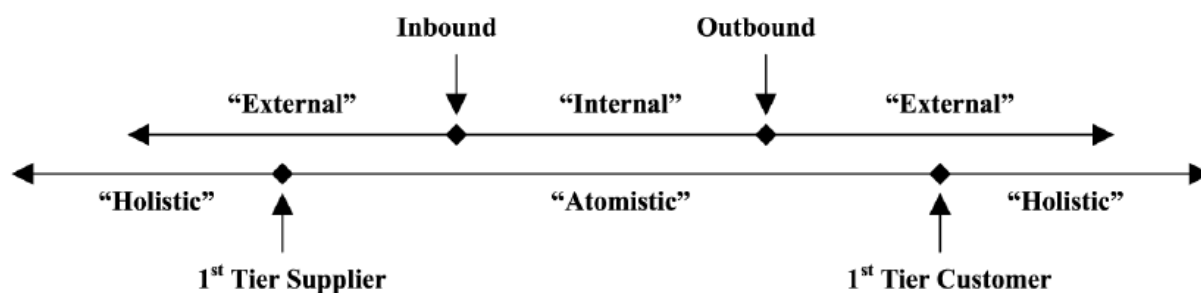 Inbound Outbound
“External” “Internal” “External”
“Holistic” “Atomistic” “Holistic”
1st Tier Supplier 1st Tier Customer